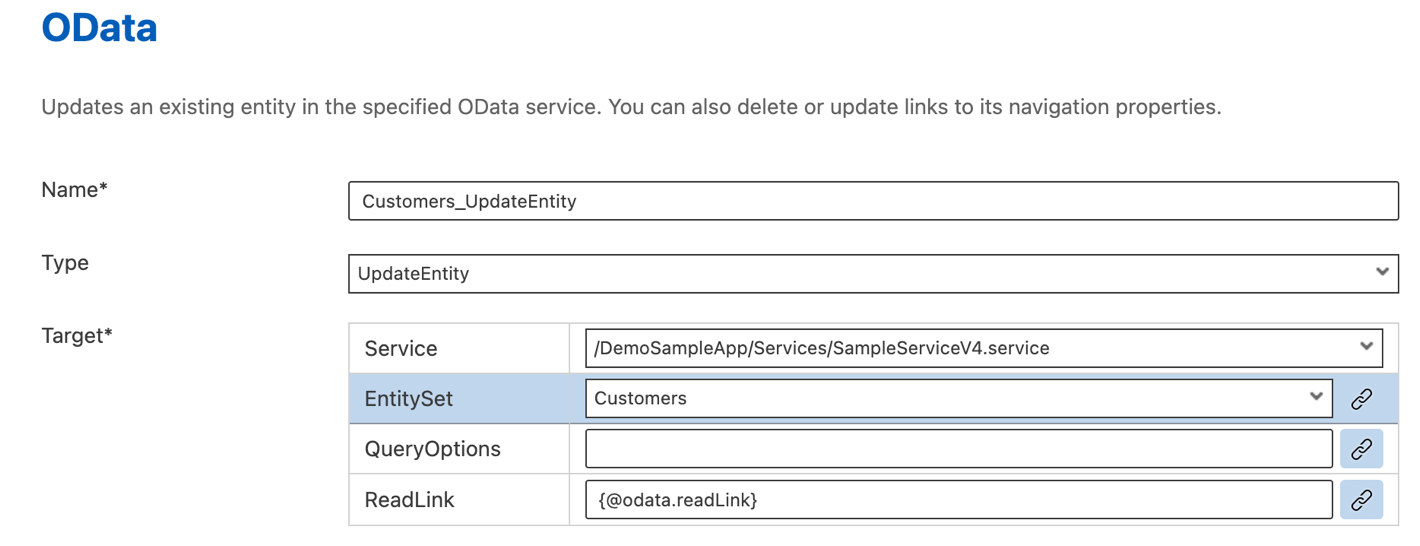 OData
Updates an existing entity in the specified OData service. You can also delete or update links to its navigation properties.
Name*
Customers_UpdateEntity
Type
UpdateEntity
Target*
Service
/DemoSampleApp/Services/SampleServiceV4.service
EntitySet
Customers
QueryOptions
ReadLink
{@odata.readLink}